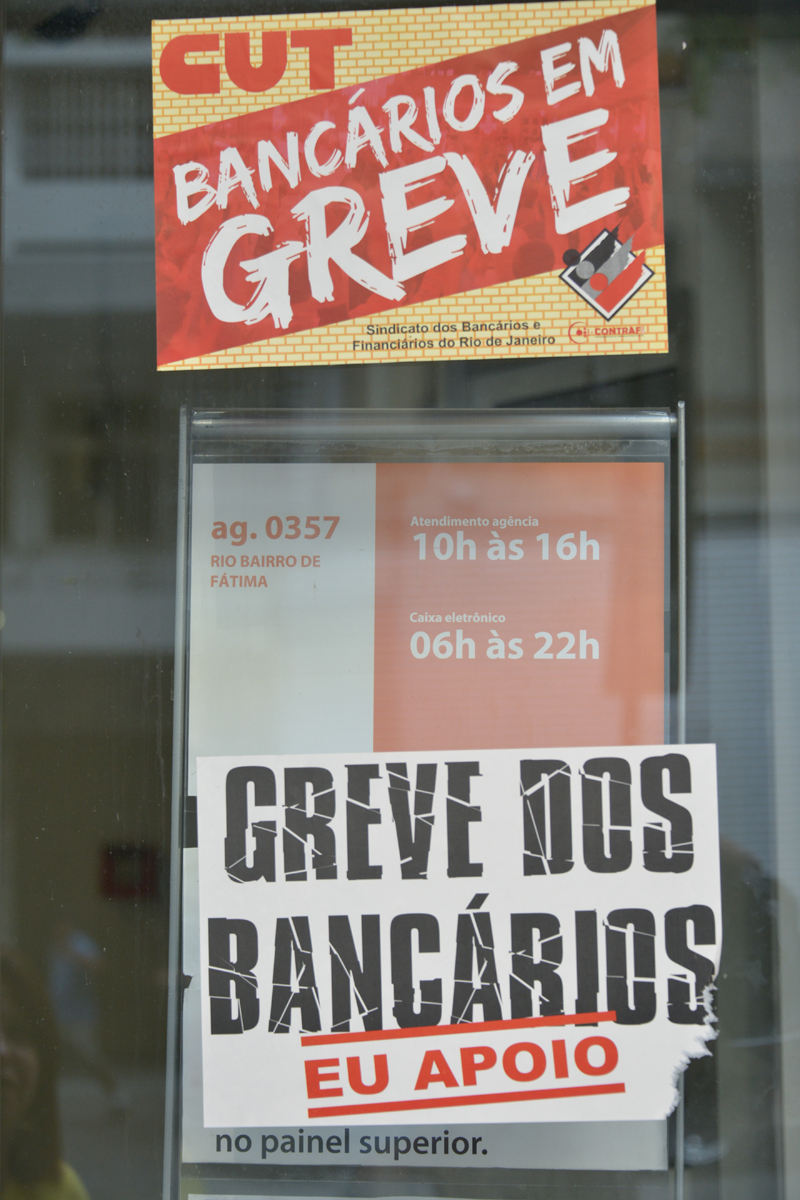 CUT
BANCÁRIOS EM
GREVE
Sindicato dos Bancários e
Financiários do Rio de Janeiro
CONTRAF
ag. 0357
RIO BAIRRO DE
FÁTIMA
Atendimento agência
10h às 16h
Caixa eletrônico
06h às 22h
GREVE DOS
BANCÁRIOS
EU APOIO
no painel superior.